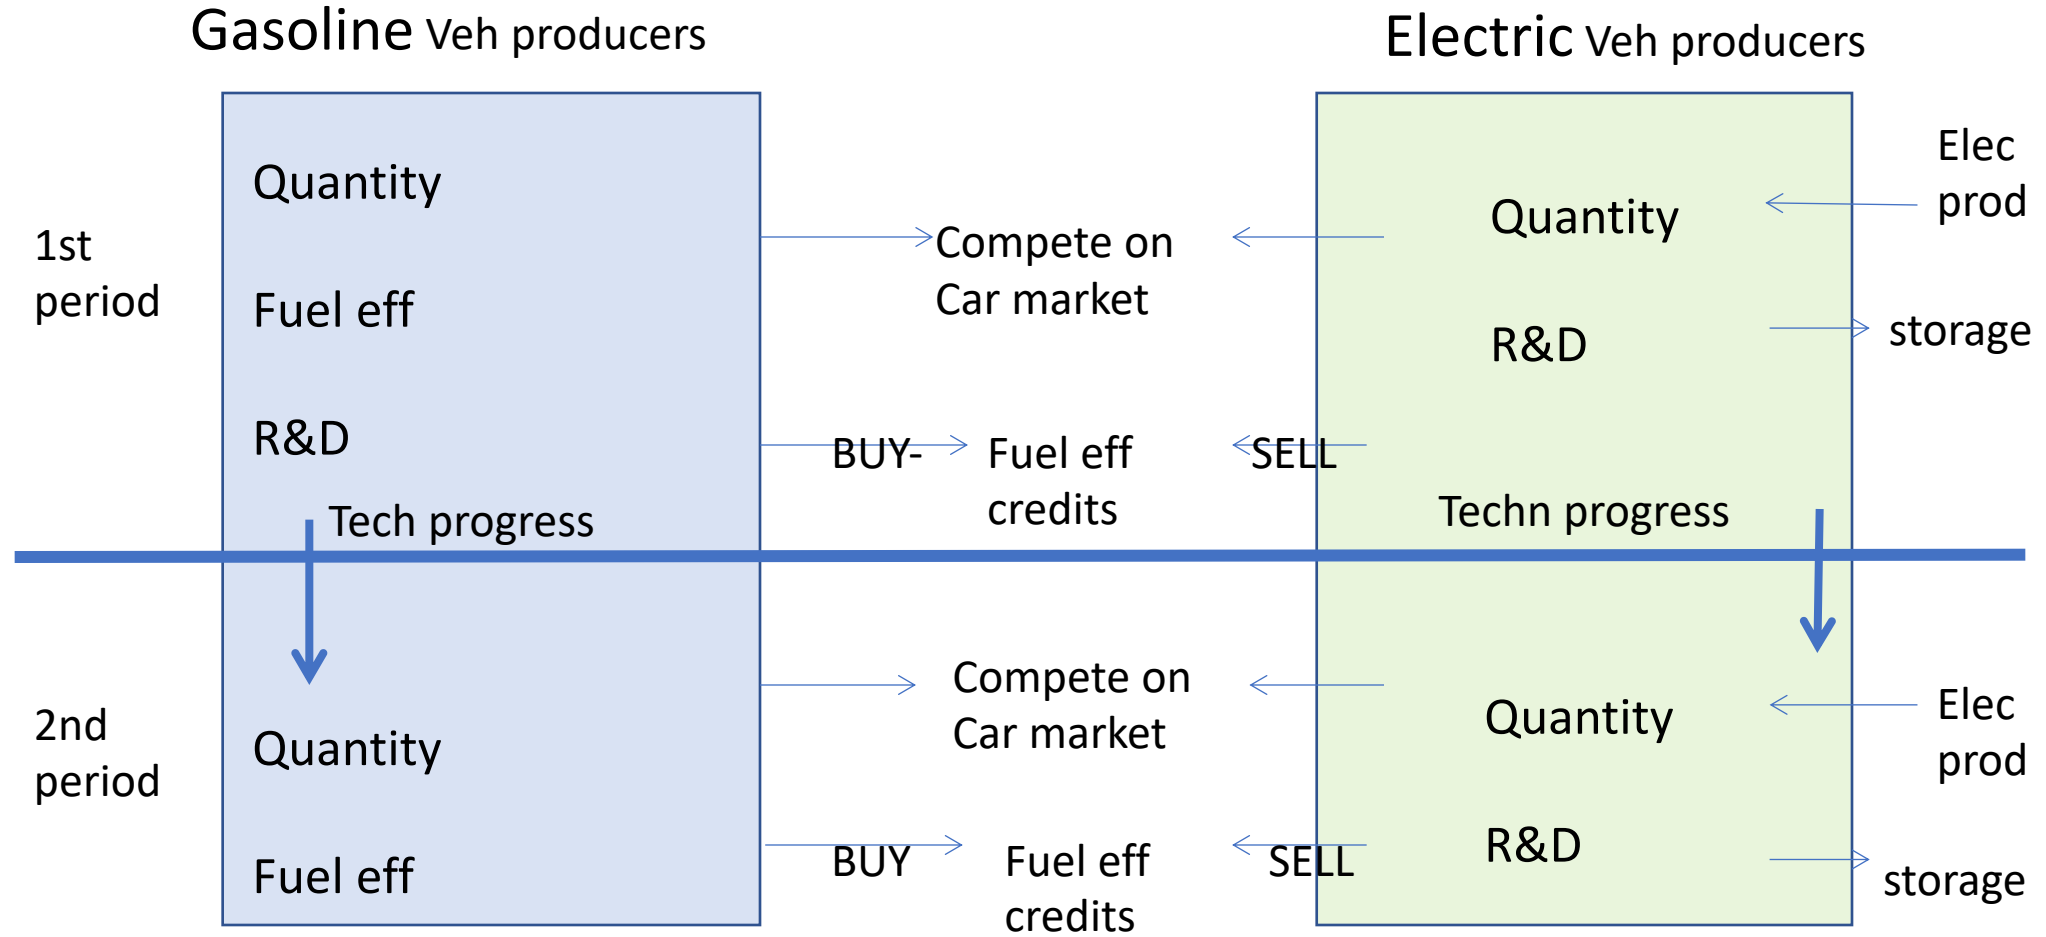 Gasoline Veh producers
Electric Veh producers
1st
period
Quantity
Fuel eff
R&D
Tech progress
Compete on
Car market
BUY-
Fuel eff
credits
SELL
Quantity
R&D
Techn progress
Elec
prod
storage
2nd
period
Quantity
Fuel eff
Compete on
Car market
BUY
Fuel eff
credits
SELL
Quantity
R&D
Elec
prod
storage